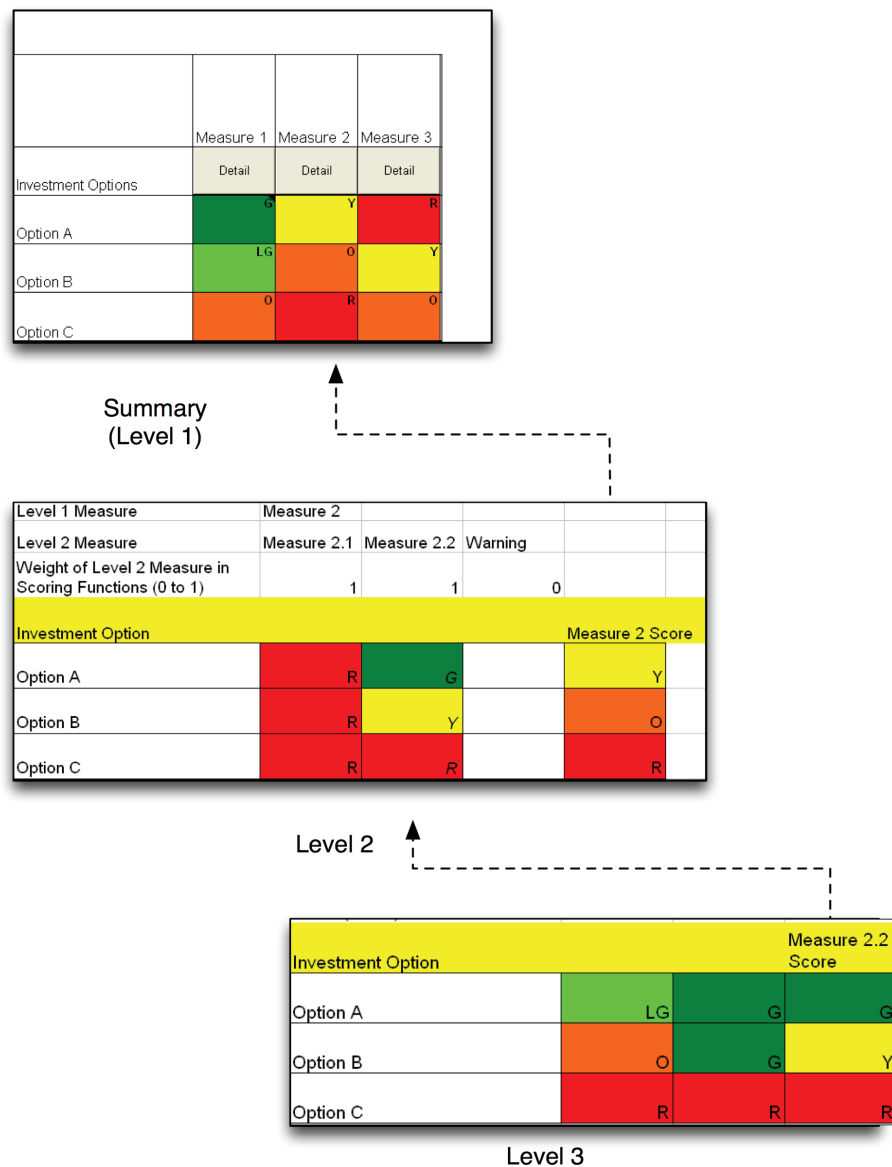 Measure 1 Measure 2 Measure 3
Investment Options Detail Detail Detail
Option A G Y R
Option B LG O Y
Option C O R O
Summary
(Level 1)
Level 1 Measure Measure 2
Level 2 Measure Measure 2.1 Measure 2.2 Warning
Weight of Level 2 Measure in
Scoring Functions (0 to 1) 1 1 0
Investment Option Measure 2 Score
Option A R G Y
Option B R Y O
Option C R R R
Level 2
Measure 2.2
Investment Option Score
Option A LG G G
Option B O G Y
Option C R R R
Level 3